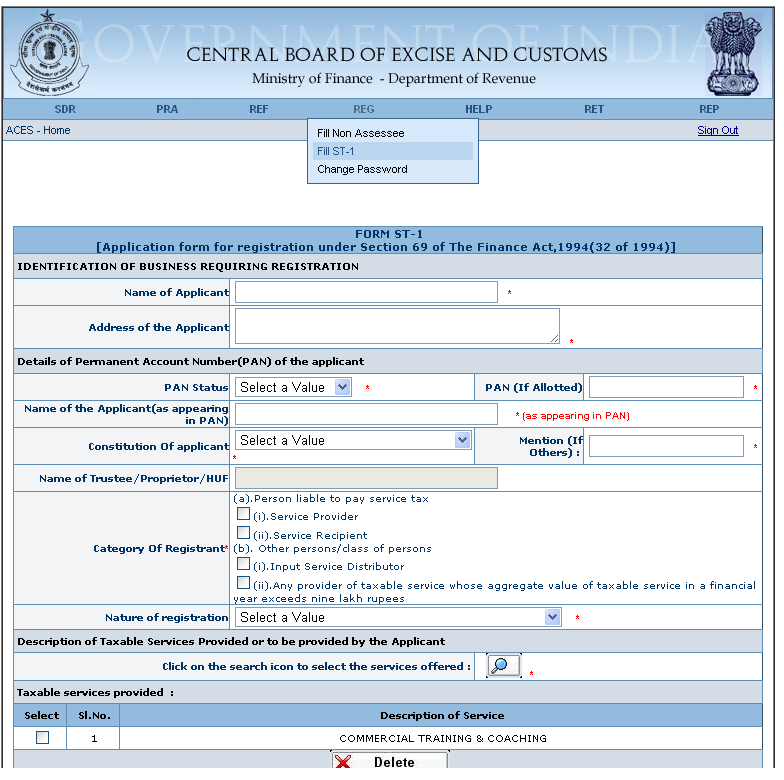 GOVERNMENT OF INDIA
CENTRAL BOARD OF EXCISE AND CUSTOMS
Ministry of Finance - Department of Revenue
SDR PRA REF REG HELP RET REP
ACES - Home
Sign Out
Fill Non Assessee
Fill ST-1
Change Password
FORM ST-1
[Application form for registration under Section 69 of The Finance Act,1994(32 of 1994)]
IDENTIFICATION OF BUSINESS REQUIRING REGISTRATION
Name of Applicant *
Address of the Applicant *
Details of Permanent Account Number(PAN) of the applicant
PAN Status Select a Value * PAN (If Allotted) *
Name of the Applicant(as appearing
in PAN) * (as appearing in PAN)
Constitution Of applicant Select a Value * Mention (If
Others) : *
Name of Trustee/Proprietor/HUF
Category Of Registrant*
(a).Person liable to pay service tax
(i).Service Provider
(ii).Service Recipient
(b). Other persons/class of persons
(i).Input Service Distributor
(ii).Any provider of taxable service whose aggregate value of taxable service in a financial
year exceeds nine lakh rupees
Nature of registration Select a Value *
Description of Taxable Services Provided or to be provided by the Applicant
Click on the search icon to select the services offered : *
Taxable services provided :
Select Sl.No. Description of Service
1 COMMERCIAL TRAINING & COACHING
Delete